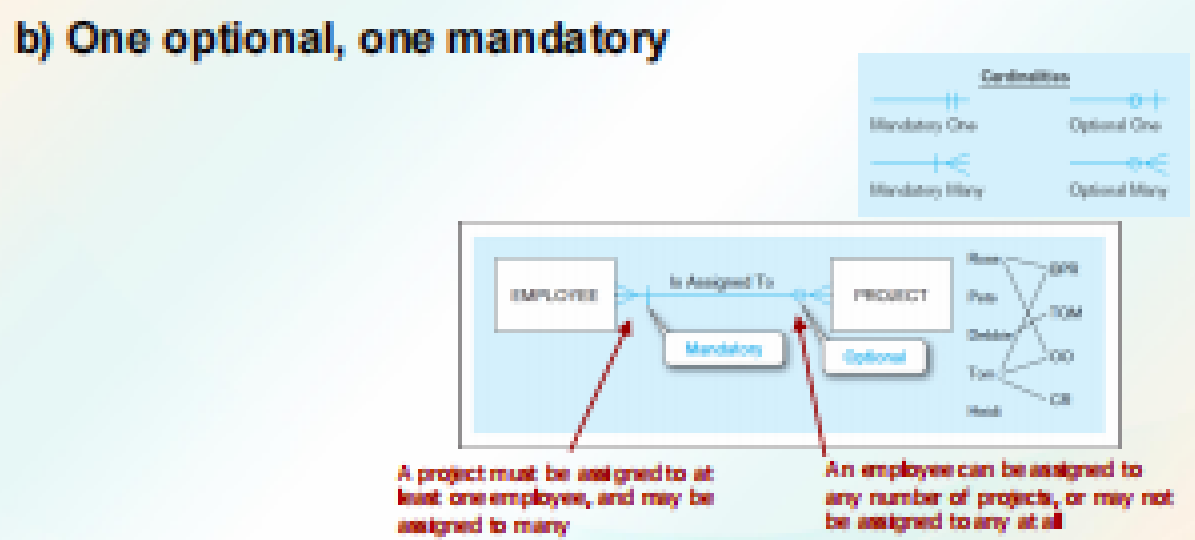 b) One optional, one mandatory
Cardinalities
Mandatory One
Optional One
Mandatory Many
Optional Many
EMPLOYEE
Is Assigned To
PROJECT
Mandatory
Optional
Rose
BPR
Pete
TQM
Debbie
OO
Tom
CR
Heidi
A project must be assigned to at
least one employee, and may be
assigned to many
An employee can be assigned to
any number of projects, or may not
be assigned to any at all